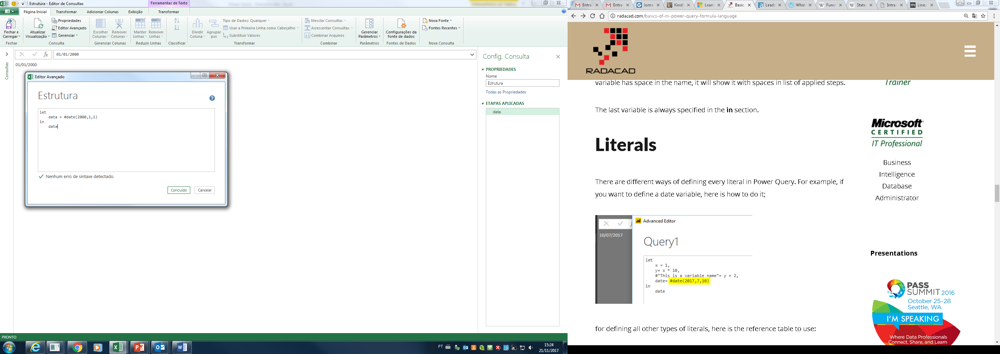 Estrutura - Editor de Consultas
Ferramentas de Texto
Página Inicial
Transformar
Adicionar Colunas
Exibição
Transformar
Fechar e
Carregar
Fechar
Atualizar
Visualização
Propriedades
Editor Avançado
Gerenciar
Consulta
Escolher
Colunas
Remover
Colunas
Gerenciar Colunas
Manter
Linhas
Remover
Linhas
Reduzir Linhas
Classificar
Dividir
Coluna
Agrupar
por
Tipo de Dados: Qualquer
Usar a Primeira Linha como Cabeçalho
Substituir Valores
Transformar
Mesclar Consultas
Acrescentar Consultas
Combinar Arquivos
Combinar
Gerenciar
Parâmetros
Parâmetros
Configurações da
fonte de dados
Fontes de Dados
Nova Fonte
Fontes Recentes
Nova Consulta
Consultas
fx
01/01/2000
01/01/2000
Editor Avançado
Estrutura
let
data = #date(2000,1,1)
in
data
Nenhum erro de sintaxe detectado.
Concluído
Cancelar
Config. Consulta
PROPRIEDADES
Nome
Estrutura
Todas as Propriedades
ETAPAS APLICADAS
data
PRONTO
PT
15:24
21/11/2017
Entra
Entra
Jorna
Kindl
Learn
Basic
Lead
What
Funct
State
Intran
Lines
radacad.com/basics-of-m-power-query-formula-language
RADACAD
variable has space in the name, it will show it with spaces in list of applied steps.
Trainer
The last variable is always specified in the in section.
Literals
There are different ways of defining every literal in Power Query. For example, if
you want to define a date variable, here is how to do it;
Advanced Editor
10/07/2017
Query1
let
x = 1,
y= x * 10,
#"This is a variable name"= y + 2,
date= #date(2017,7,10)
in
date
for defining all other types of literals, here is the reference table to use:
Microsoft
CERTIFIED
IT Professional
Business
Intelligence
Database
Administrator
Presentations
PASS
SUMMIT 2016
October 25-28
Seattle, WA
I'M SPEAKING
Where Data Professionals
Connect, Share, and Learn